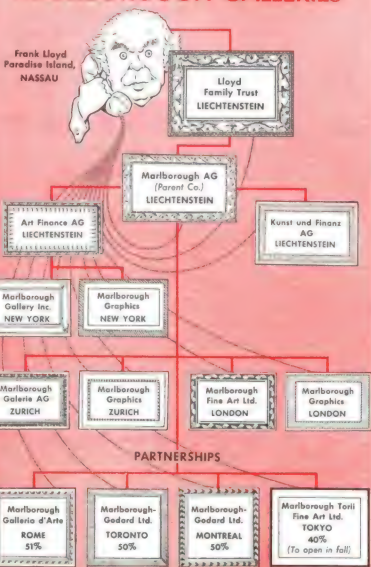 Frank Lloyd
Paradise Island,
NASSAU
Lloyd
Family Trust
LIECHTENSTEIN
Marlborough AG
(Parent Co.)
LIECHTENSTEIN
Art Finance AG
LIECHTENSTEIN
Kunst und Finanz
AG
LIECHTENSTEIN
Marlborough
Gallery Inc.
NEW YORK
Marlborough
Graphics
NEW YORK
Marlborough
Galerie AG
ZURICH
Marlborough
Graphics
ZURICH
Marlborough
Fine Art Ltd.
LONDON
Marlborough
Graphics
LONDON
PARTNERSHIPS
Marlborough
Galleria d'Arte
ROME
51%
Marlborough-
Godard Ltd.
TORONTO
50%
Marlborough-
Godard Ltd.
MONTREAL
50%
Marlborough Torii
Fine Art Ltd.
TOKYO
40%
(To open in fall)